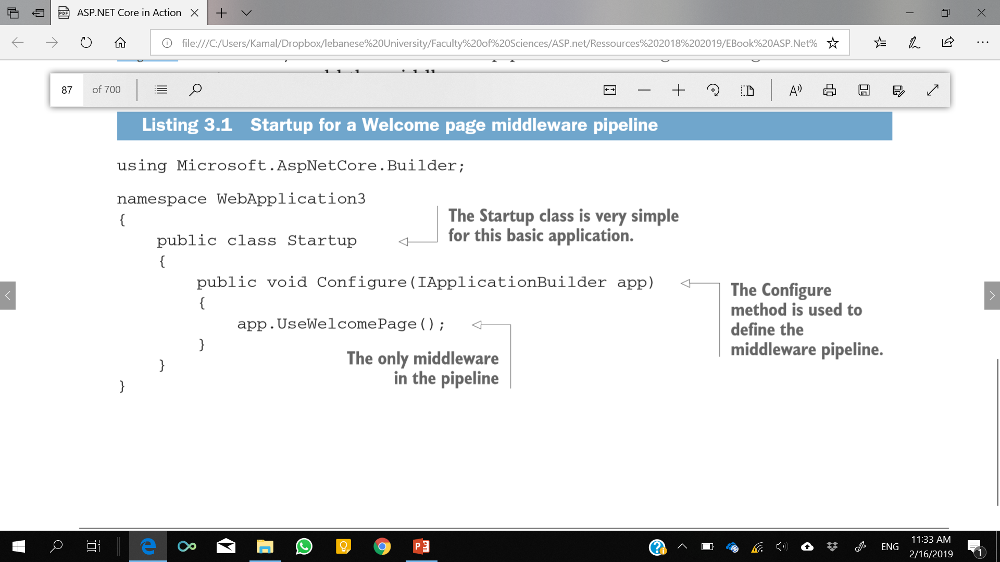 ASP.NET Core in Action
file:///C:/Users/Kamal/Dropbox/lebanese%20University/Faculty%20of%20Sciences/ASP.net/Ressources%202018%202019/EBook%20ASP.Net%
87 of 700
Listing 3.1 Startup for a Welcome page middleware pipeline
using Microsoft.AspNetCore.Builder;
namespace WebApplication3
{
The Startup class is very simple
for this basic application.
public class Startup
{
public void Configure(IApplicationBuilder app)
The Configure
method is used to
define the
middleware pipeline.
{
app.UseWelcomePage();
}
The only middleware
in the pipeline
}
}
ENG
11:33 AM
2/16/2019
1